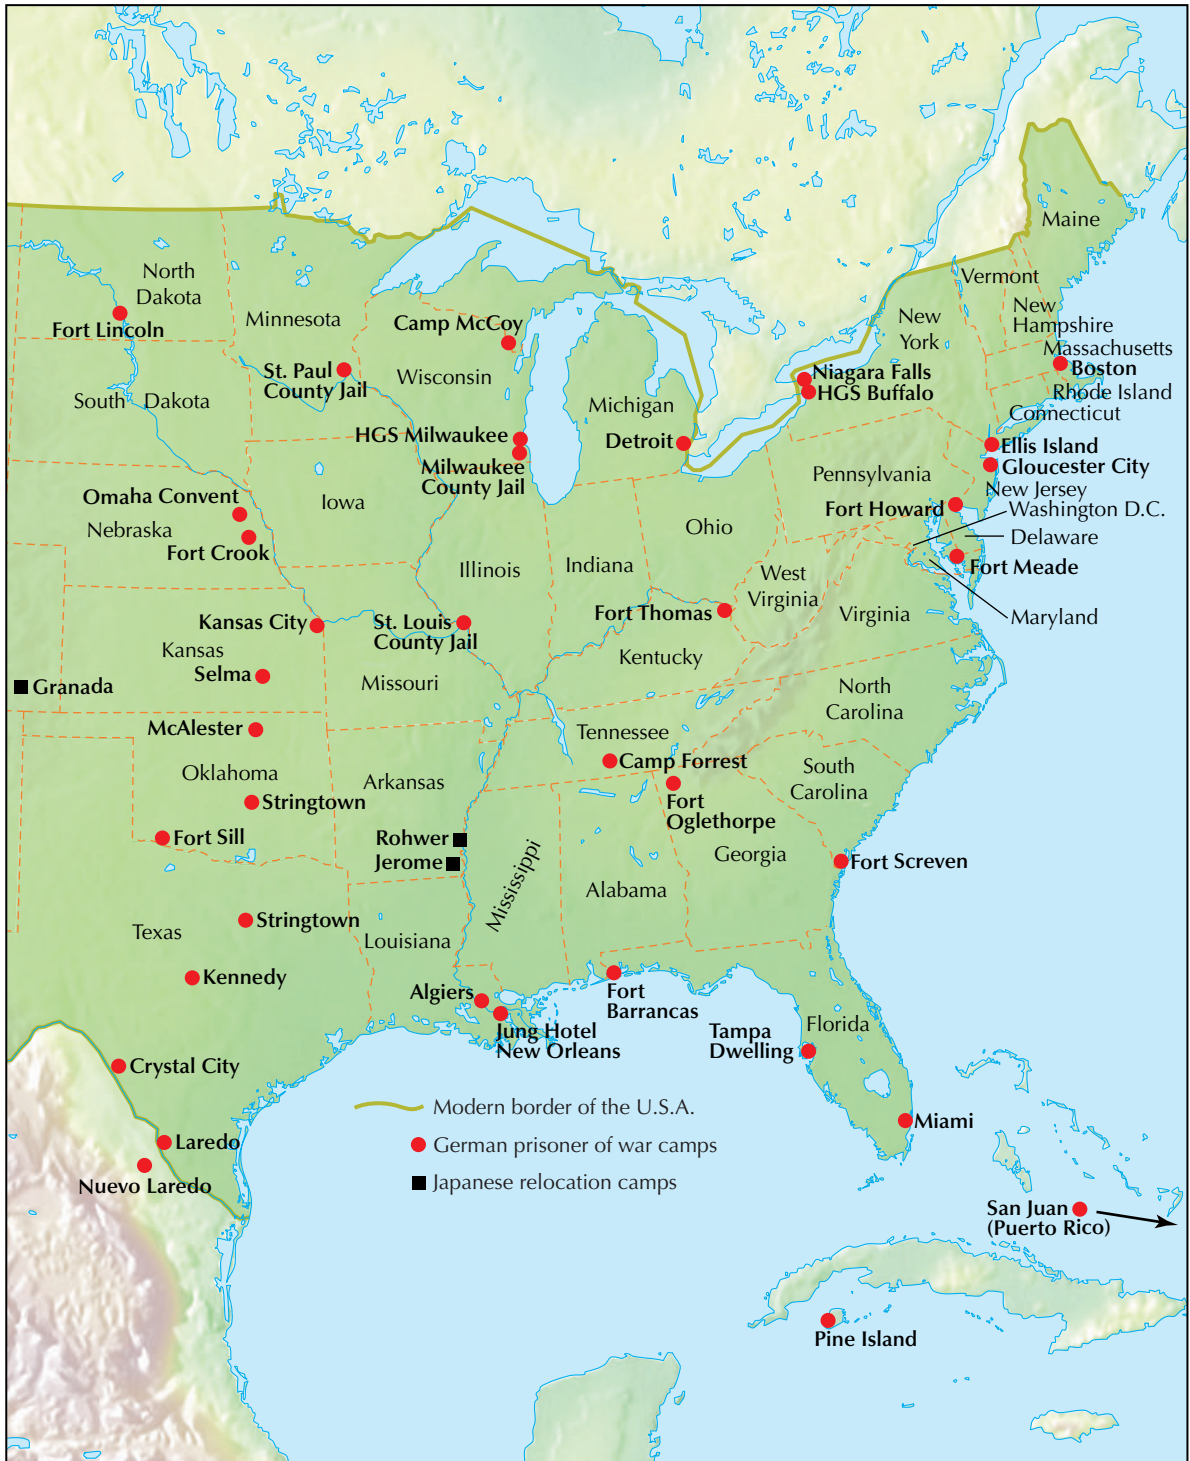 Maine
Vermont
North
Dakota
New
Hampshire
Fort Lincoln
Minnesota
Camp McCoy
New
York
Massachusetts
Boston
St. Paul
County Jail
Wisconsin
Niagara Falls
HGS Buffalo
Rhode Island
Connecticut
South Dakota
Michigan
HGS Milwaukee
Detroit
Ellis Island
Milwaukee
County Jail
Pennsylvania
Gloucester City
New Jersey
Omaha Convent
Iowa
Fort Howard
Washington D.C.
Nebraska
Ohio
Delaware
Fort Crook
Illinois
Indiana
West
Virginia
Fort Meade
Kansas City
St. Louis
County Jail
Fort Thomas
Virginia
Maryland
Kansas
Kentucky
Selma
Missouri
Granada
North
Carolina
McAlester
Tennessee
Camp Forrest
Oklahoma
Arkansas
South
Carolina
Stringtown
Fort
Oglethorpe
Fort Sill
Rohwer
Jerome
Mississippi
Georgia
Fort Screven
Alabama
Stringtown
Texas
Louisiana
Kennedy
Algiers
Fort
Barrancas
Jung Hotel
New Orleans
Tampa
Dwelling
Florida
Crystal City
Modern border of the U.S.A.
Miami
Laredo
German prisoner of war camps
Nuevo Laredo
Japanese relocation camps
San Juan
(Puerto Rico)
Pine Island